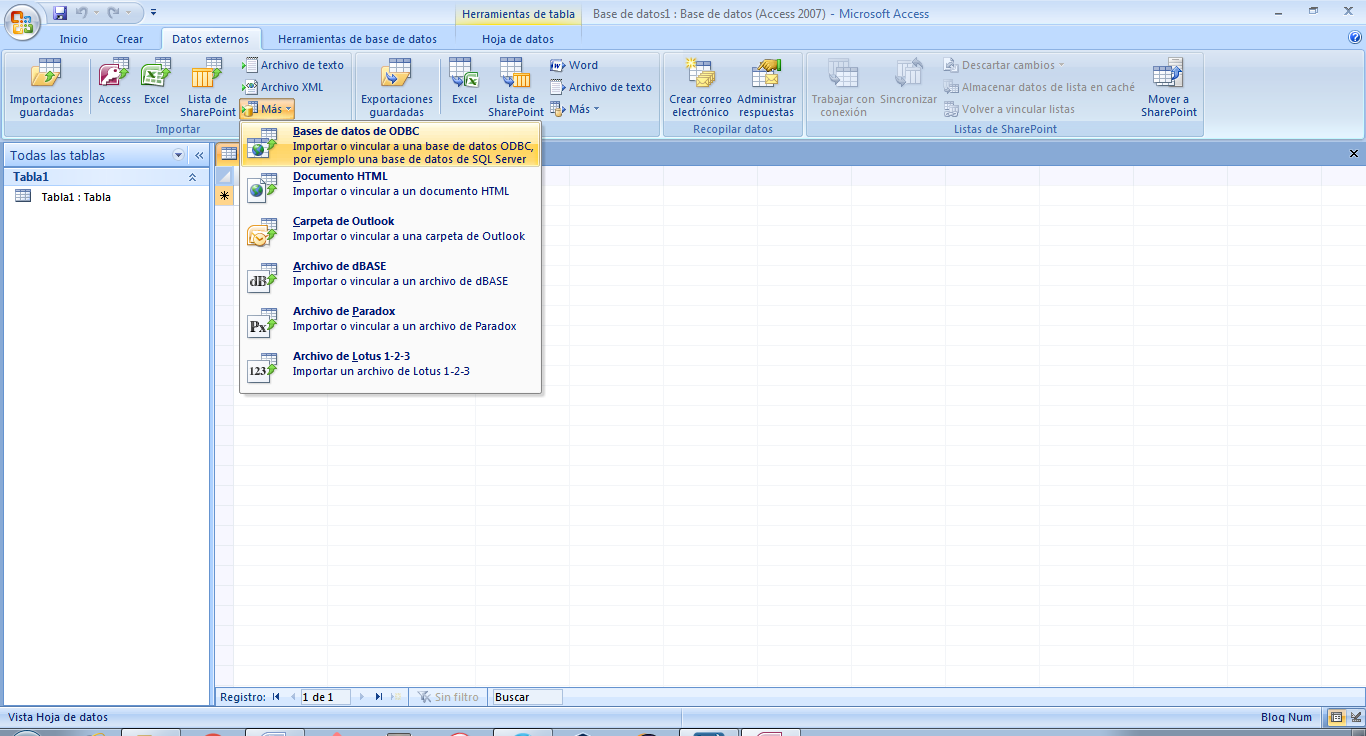 Herramientas de tabla
Base de datos1 : Base de datos (Access 2007) - Microsoft Access
Inicio
Crear
Datos externos
Herramientas de base de datos
Hoja de datos
Importaciones
guardadas
Access
Excel
Lista de
SharePoint
Archivo de texto
Archivo XML
Más
Importar
Exportaciones
guardadas
Excel
Lista de
SharePoint
Word
Archivo de texto
Más
Crear correo
electrónico
Administrar
respuestas
Recopilar datos
Trabajar con
conexión
Sincronizar
Descartar cambios
Almacenar datos de lista en caché
Volver a vincular listas
Mover a
SharePoint
Listas de SharePoint
Todas las tablas
Tabla1
Tabla1 : Tabla
Bases de datos de ODBC
Importar o vincular a una base de datos ODBC,
por ejemplo una base de datos de SQL Server
Documento HTML
Importar o vincular a un documento HTML
Carpeta de Outlook
Importar o vincular a una carpeta de Outlook
dB
Archivo de dBASE
Importar o vincular a un archivo de dBASE
Px
Archivo de Paradox
Importar o vincular a un archivo de Paradox
123
Archivo de Lotus 1-2-3
Importar un archivo de Lotus 1-2-3
Registro:
1 de 1
Sin filtro
Buscar
Vista Hoja de datos
Bloq Num